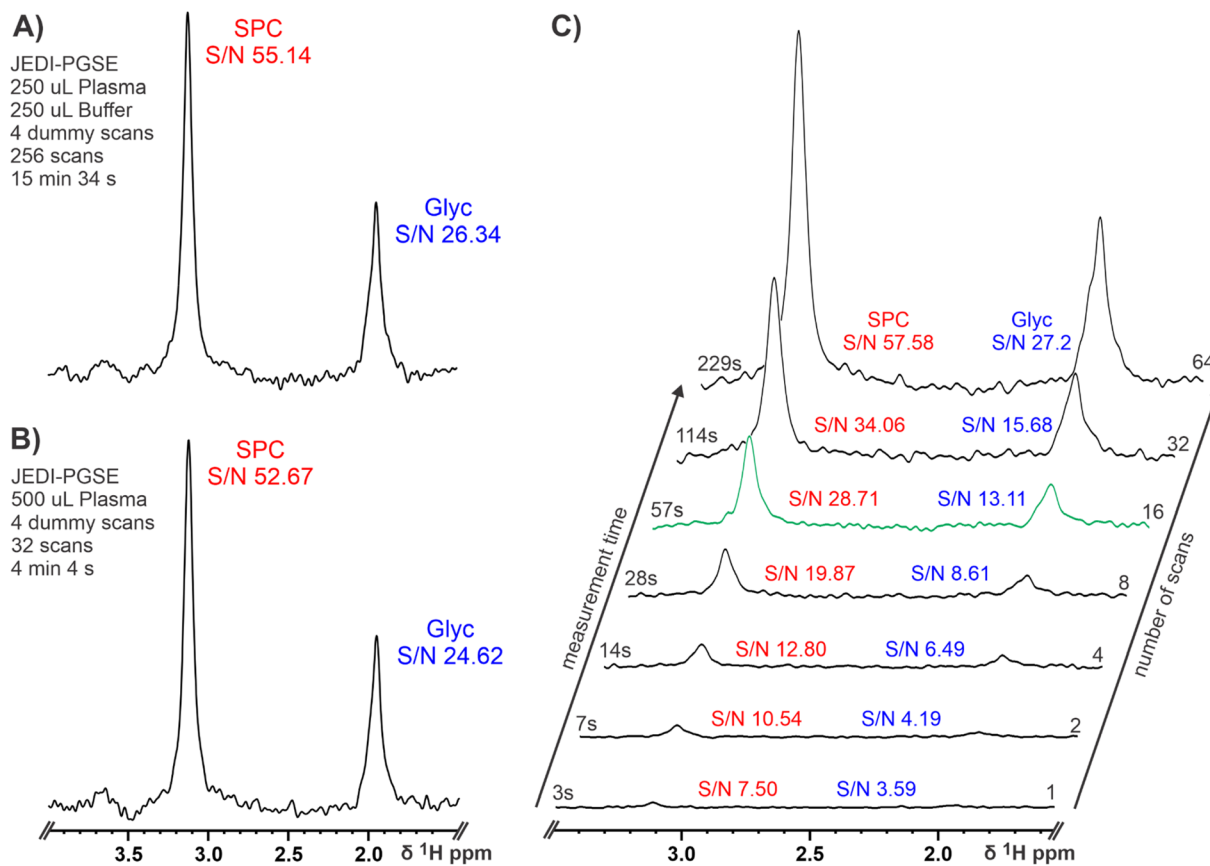 A)
JEDI-PGSE
250 uL Plasma
250 uL Buffer
4 dummy scans
256 scans
15 min 34 s
SPC
S/N 55.14
Glyc
S/N 26.34
B)
JEDI-PGSE
500 uL Plasma
4 dummy scans
32 scans
4 min 4 s
SPC
S/N 52.67
Glyc
S/N 24.62
3.5 3.0 2.5 2.0 δ ¹H ppm
C)
229s SPC Glyc 64
S/N 57.58 S/N 27.2
114s S/N 34.06 S/N 15.68 32
57s S/N 28.71 S/N 13.11 16
28s S/N 19.87 S/N 8.61 8
14s S/N 12.80 S/N 6.49 4
7s S/N 10.54 S/N 4.19 2
3s S/N 7.50 S/N 3.59 1
measurement time
number of scans
3.0 2.0 δ ¹H ppm